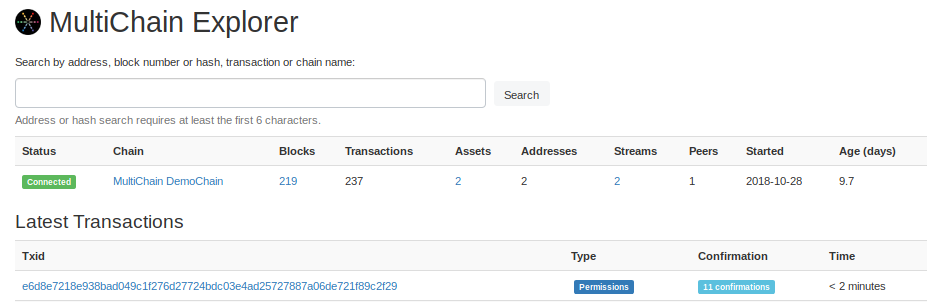 MultiChain Explorer
Search by address, block number or hash, transaction or chain name:
Search
Address or hash search requires at least the first 6 characters.
Status Chain Blocks Transactions Assets Addresses Streams Peers Started Age (days)
Connected MultiChain DemoChain 219 237 2 2 2 1 2018-10-28 9.7
Latest Transactions
Txid Type Confirmation Time
e6d8e7218e938bad049c1f276d27724bdc03e4ad25727887a06de721f89c2f29 Permissions 11 confirmations < 2 minutes